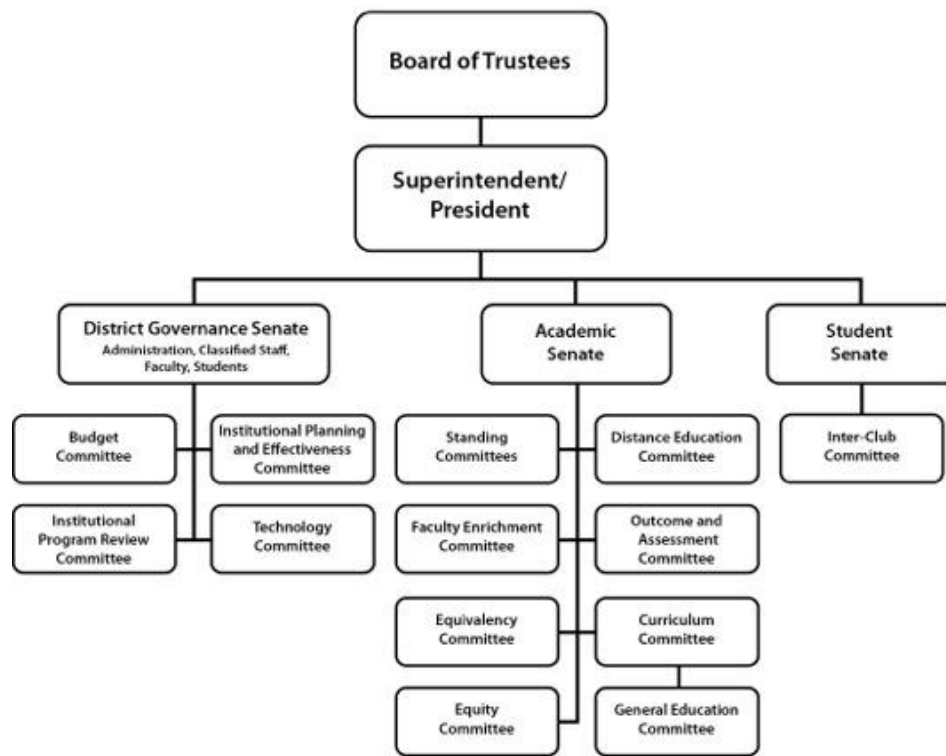 Board of Trustees
Superintendent/
President
District Governance Senate
Administration, Classified Staff,
Faculty, Students
Academic
Senate
Student
Senate
Budget
Committee
Institutional Planning
and Effectiveness
Committee
Standing
Committees
Distance Education
Committee
Inter-Club
Committee
Institutional
Program Review
Committee
Technology
Committee
Faculty Enrichment
Committee
Outcome and
Assessment
Committee
Equivalency
Committee
Curriculum
Committee
Equity
Committee
General Education
Committee